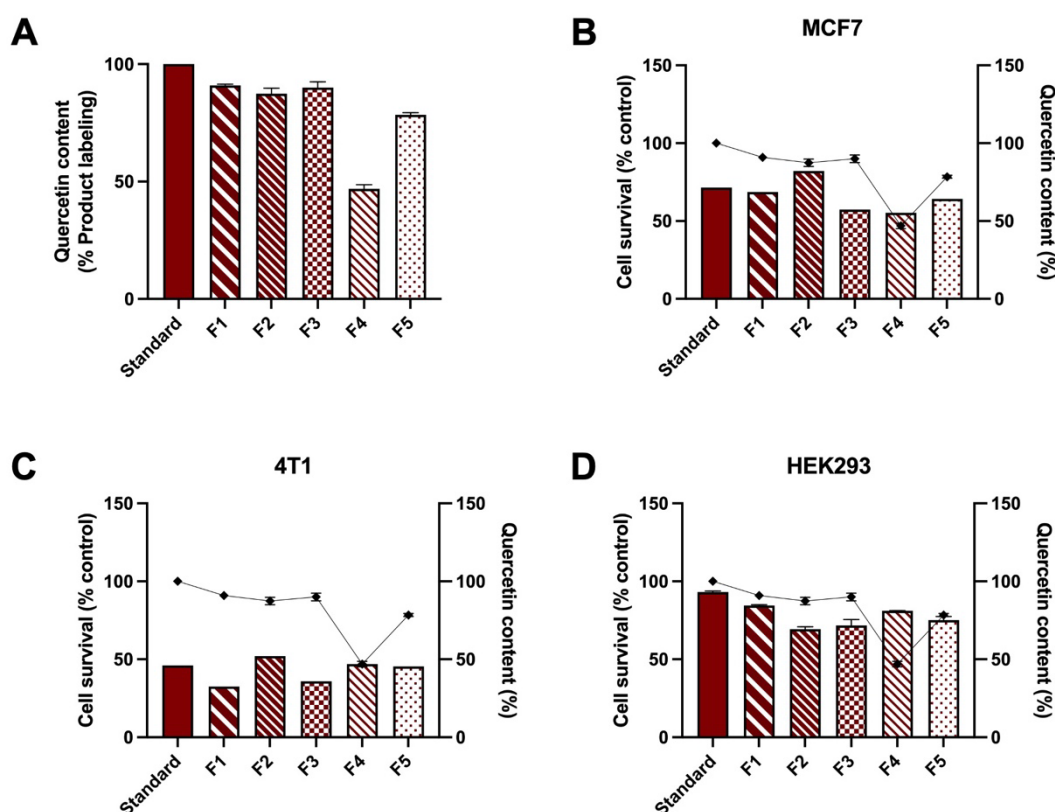 A
Quercetin content
(% Product labeling)
100
50
0
Standard
F1
F2
F3
F4
F5
B
MCF7
Cell survival (% control)
150
100
50
0
150
100
50
0
Quercetin content (%)
Standard
F1
F2
F3
F4
F5
C
4T1
Cell survival (% control)
150
100
50
0
150
100
50
0
Quercetin content (%)
Standard
F1
F2
F3
F4
F5
D
HEK293
Cell survival (% control)
150
100
50
0
150
100
50
0
Quercetin content (%)
Standard
F1
F2
F3
F4
F5